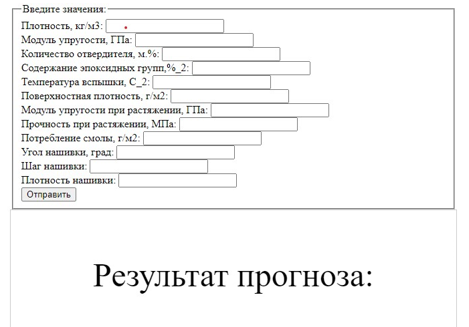 Введите значения:
Плотность, кг/м3:
Модуль упругости, ГПа:
Количество отвердителя, м.%:
Содержание эпоксидных групп,%_2:
Температура вспышки, С_2:
Поверхностная плотность, г/м2:
Модуль упругости при растяжении, ГПа:
Прочность при растяжении, МПа:
Потребление смолы, г/м2:
Угол нашивки, град:
Шаг нашивки:
Плотность нашивки:
Отправить
Результат прогноза: